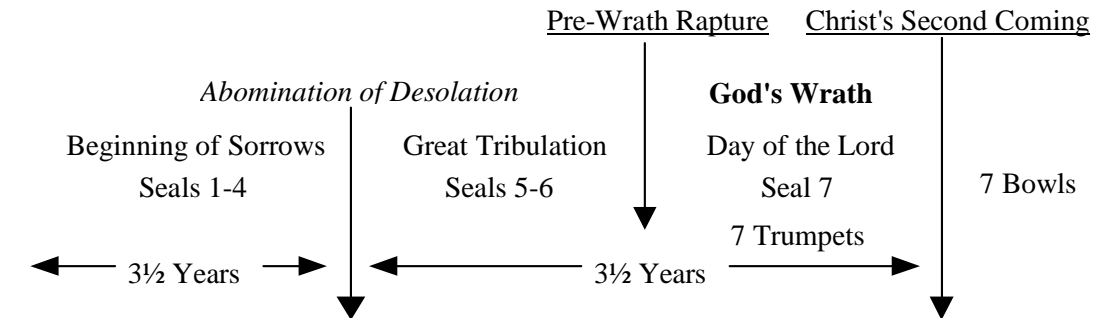 Pre-Wrath Rapture Christ's Second Coming
Abomination of Desolation God's Wrath
Beginning of Sorrows Great Tribulation Day of the Lord
Seals 1-4 Seals 5-6 Seal 7 7 Bowls
7 Trumpets
3½ Years 3½ Years